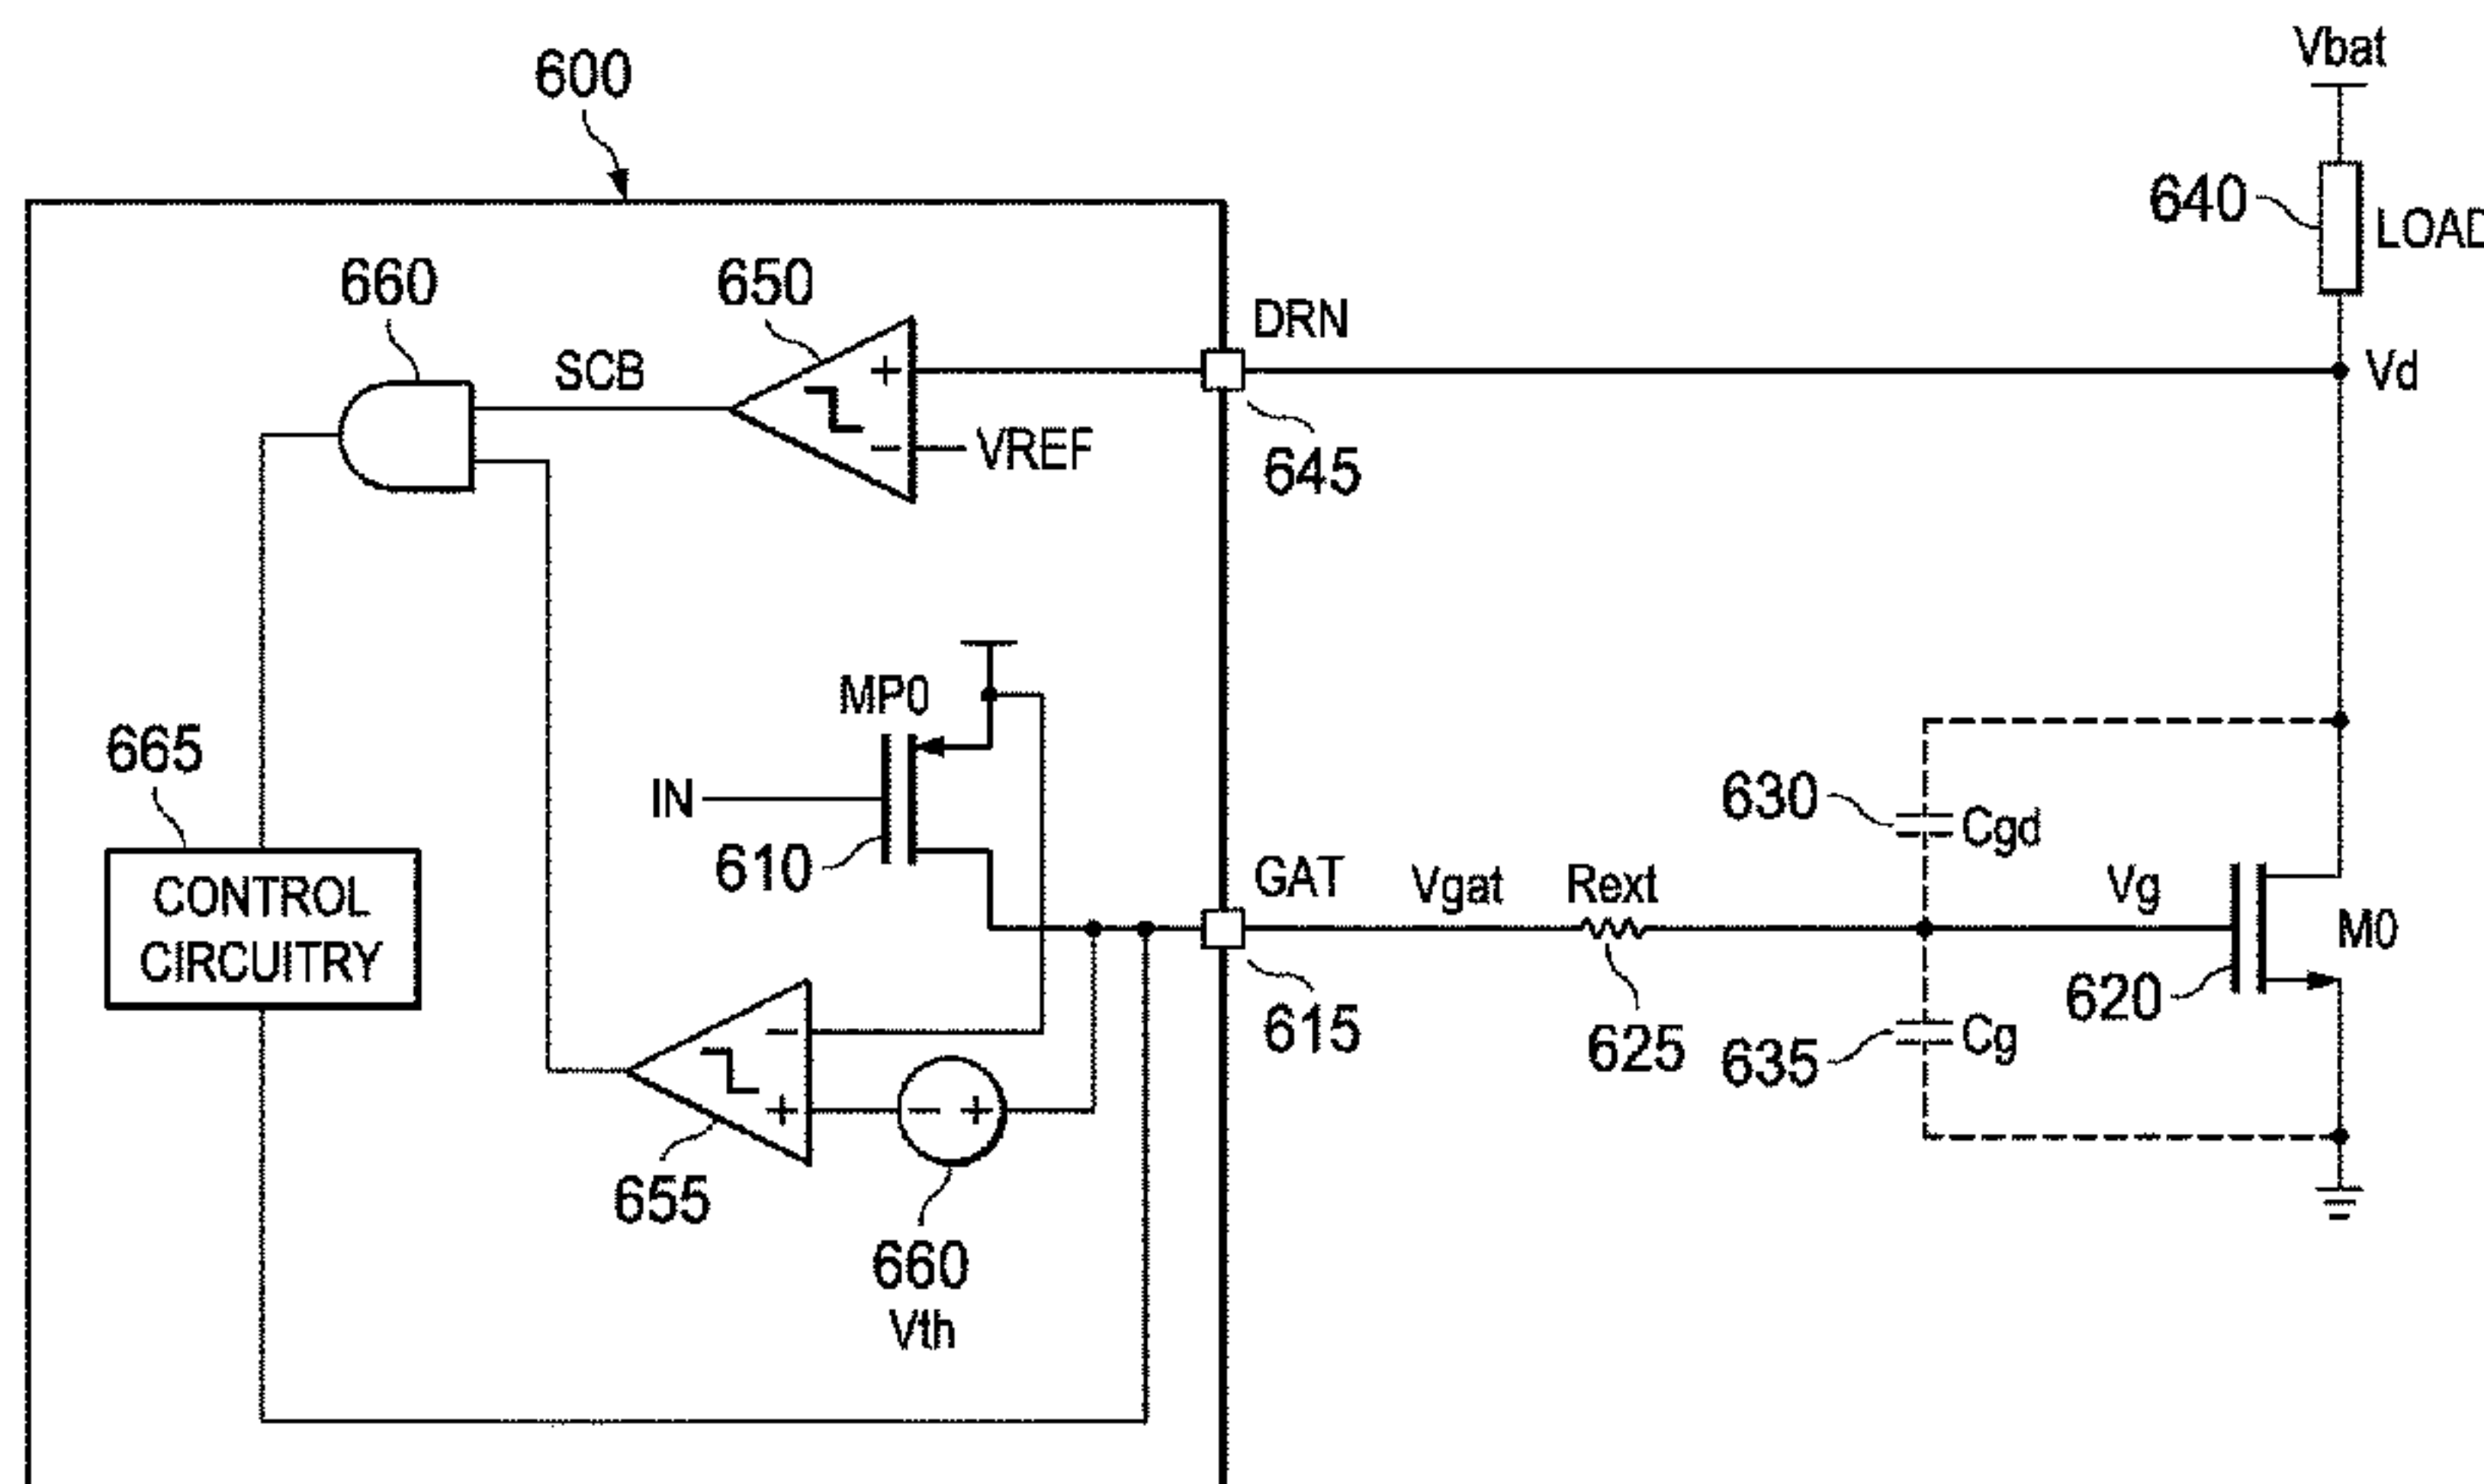 Vbat
600
640
LOAD
660
650
DRN
SCB
+
Vd
− VREF
645
MP0
665
IN
630
Cgd
610
GAT
Vgat
Rext
Vg
CONTROL
CIRCUITRY
M0
620
615
625
635
Cg
−
+
− +
655
660
Vth